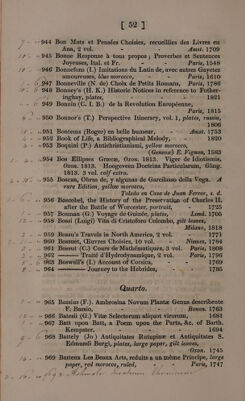 [ 52 ]
944 Bon Mots et Pensées Choisies, recueillies des Livres en
Ana, 2 vol. Amst. 1709
945 Bonne Response à tous propos; Proverbes et Sentences
Joyeuses, Ital. et Fr. Paris, 1548
946 Bonnefons (I.) Imitations du Latin de, avec autres Gayetez
amoureuses, blue morocco, Paris, 1610
947 Bonneville (N. de) Choix de Petits Romans, Paris, 1786
948 Bonney's (H. K.) Historic Notices in reference to Fother-
inghay, plates, 1821
949 Bonnin (C. I. B.) de la Revolution Européenne,
Paris, 1815
950 Bonnor's (T.) Perspective Itinerary, vol. 1, plates, russia,
1806
951 Bontems (Roger) en belle humeur, Amst. 1753
952 Book of Life, a Bibliographical Melody, 1820
953 Boquini (P.) Antichristianismi, yellow morocco,
(Geneva) E. Vignon, 1583
954 Bos Ellipses Græcæ, Oxon. 1813. Viger de Idiotismis,
Oxon. 1813. Hoogeveen Doctrina Particularum, Glasg.
1813. 3 vol. calf extra.
955 Boscan, Obras de, y algunas de Garcilasso della Vega.
rare Edition, yellow morocco,
Toledo en Casa de Juan Ferrer, s. d.
956 Boscobel, the History of the Preservation of Charles II.
after the Battle of Worcester, portrait, 1725
957 Bosman (G.) Voyage de Guinée, plates, Lond. 1705
958 Bossi (Luigi) Vita di Cristoforo Colombo, gilt leaves,
Milano, 1818
959 Bossu's Travels in North America, 2 vol. 1771
960 Bossuet, Œuvres Choisies, 10 vol. Nismes, 1784
961 Bossut (C.) Cours de Mathématiques, 3 vol. Paris, 1808
962 Traité d'Hydrodynamique, 2 vol. Paris, 1796
963 Boswell's (I.) Account of Corsica, 1769
964 Journey to the Hebrides, 1785
Quarto.
965 Bassius (F.) Ambrosina Novum Plantæ Genus describente
F. Bassio, Bonon. 1763
966 Bateli (G.) Vite Selectarum aliquot virorum, 1681
967 Batt upon Batt, a Poem upon the Parts, &c. of Barth.
Kempster, 1694
968 Battely (Jo.) Antiquitates Rutupinæ et Antiquitates S.
Edmundi Burgi, plates, large paper, gilt leaves,
Oxon. 1745
969 Batteux Les Beaux Arts, reduits a un même Principe, large
paper, red morocco, ruled, Paris, 1747